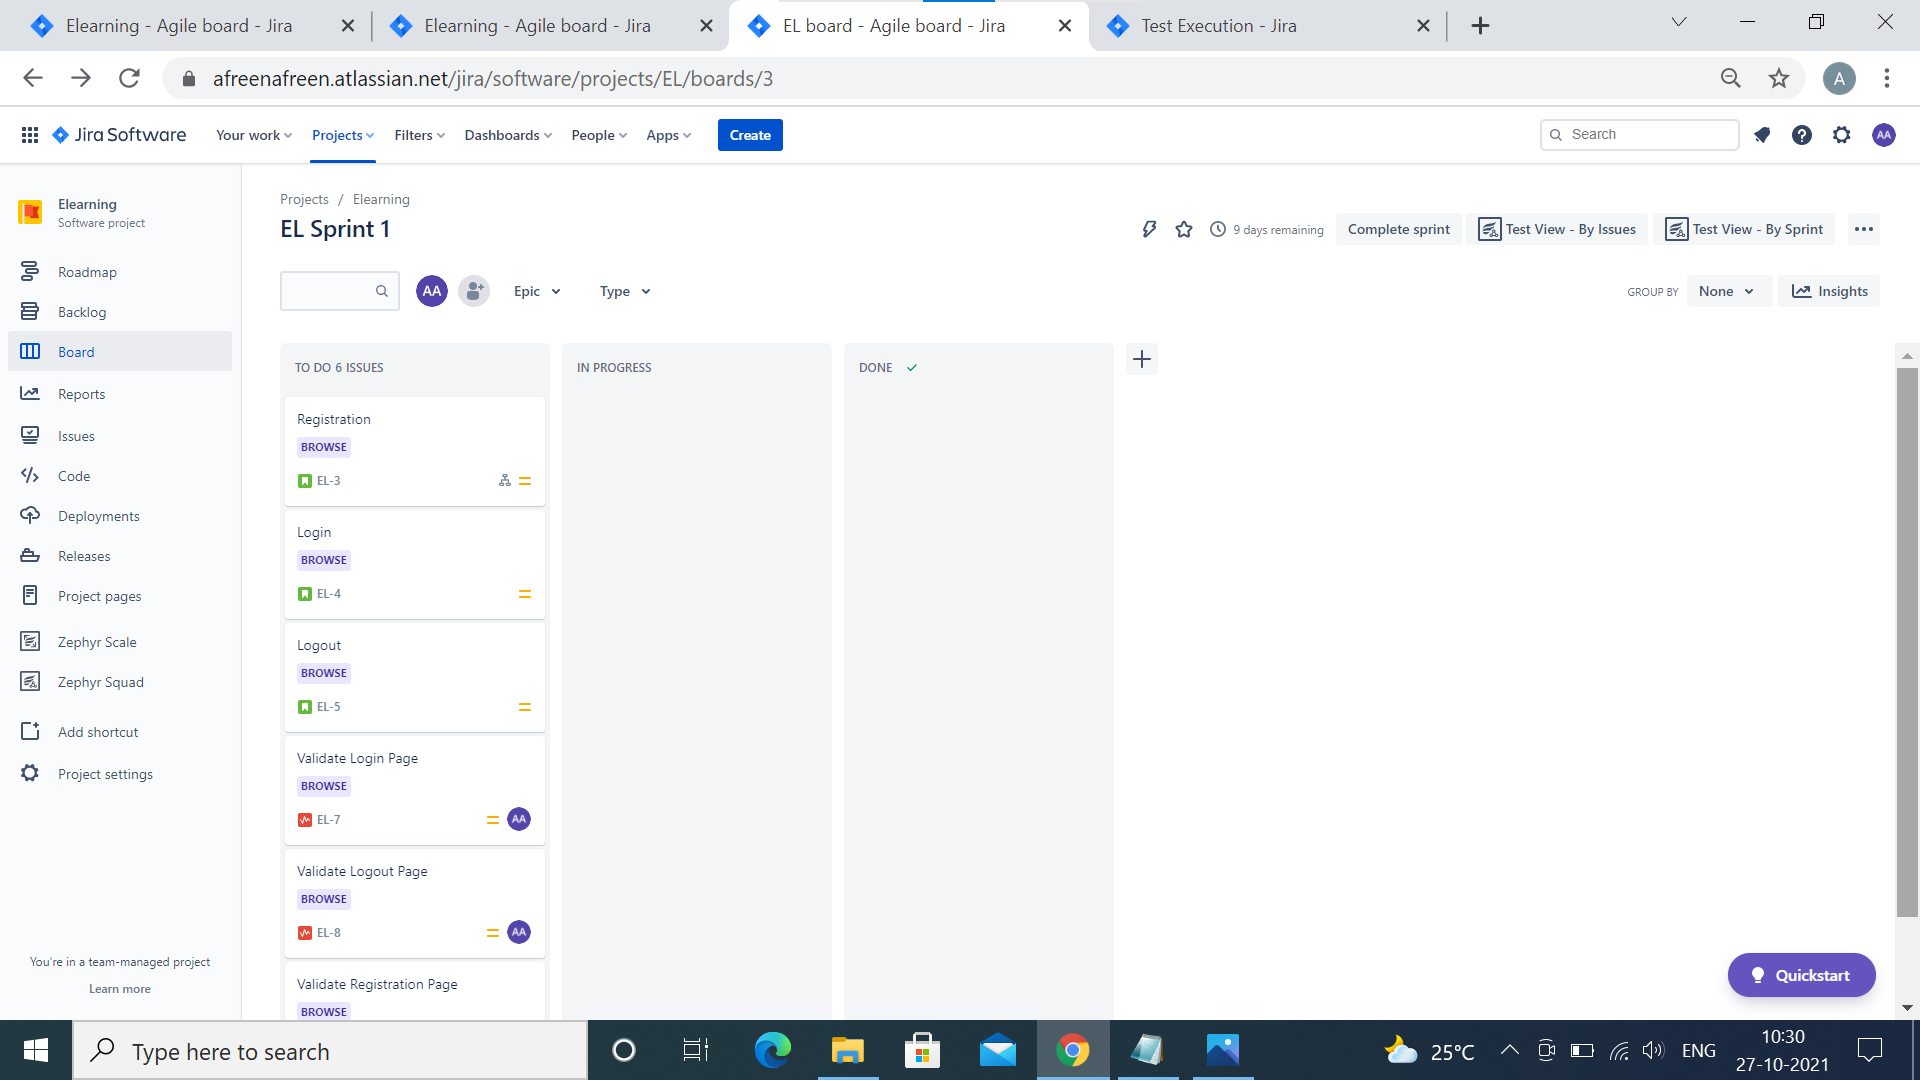 Elearning - Agile board - Jira
Elearning - Agile board - Jira
EL board - Agile board - Jira
Test Execution - Jira
afreenafreen.atlassian.net/jira/software/projects/EL/boards/3
A
Jira Software
Your work
Projects
Filters
Dashboards
People
Apps
Create
Search
AA
Elearning
Software project
Roadmap
Backlog
Board
Reports
Issues
Code
Deployments
Releases
Project pages
Zephyr Scale
Zephyr Squad
Add shortcut
Project settings
You're in a team-managed project
Learn more
Projects / Elearning
EL Sprint 1
9 days remaining
Complete sprint
Test View - By Issues
Test View - By Sprint
AA
Epic
Type
GROUP BY
None
Insights
TO DO 6 ISSUES
IN PROGRESS
DONE
Registration
BROWSE
EL-3
Login
BROWSE
EL-4
Logout
BROWSE
EL-5
Validate Login Page
BROWSE
EL-7
AA
Validate Logout Page
BROWSE
EL-8
AA
Validate Registration Page
BROWSE
Quickstart
Type here to search
25°C
ENG
10:30
27-10-2021